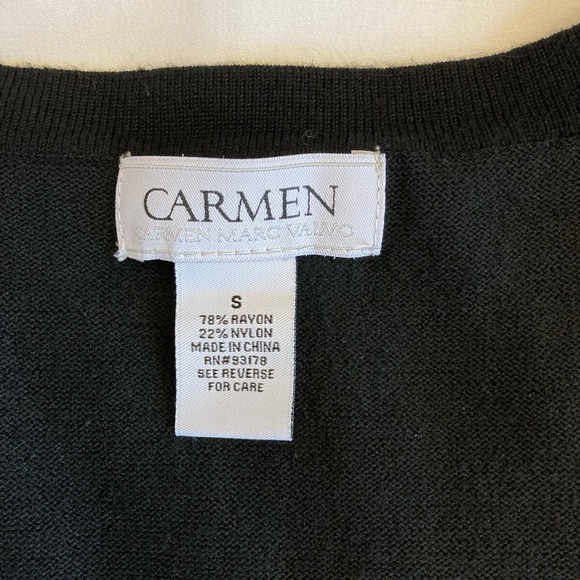 CARMEN
CARMEN MARC VALVO
S
78% RAYON
22% NYLON
MADE IN CHINA
RN#93178
SEE REVERSE
FOR CARE